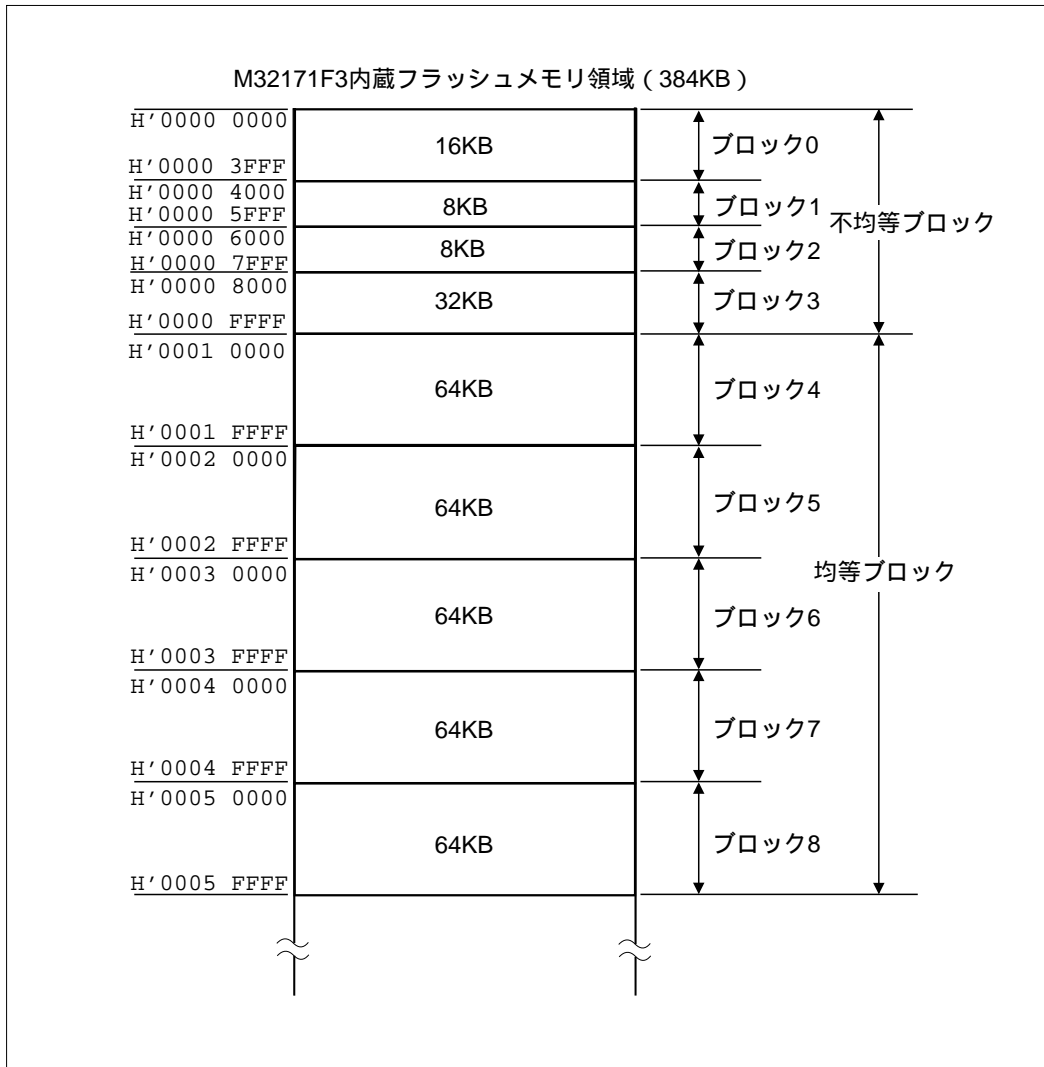 M32171F3内蔵フラッシュメモリ領域（384KB）
H'0000 0000
16KB
ブロック0
H'0000 3FFF
H'0000 4000
8KB
ブロック1
H'0000 5FFF
不均等ブロック
H'0000 6000
8KB
ブロック2
H'0000 7FFF
H'0000 8000
32KB
ブロック3
H'0000 FFFF
H'0001 0000
64KB
ブロック4
H'0001 FFFF
H'0002 0000
64KB
ブロック5
H'0002 FFFF
均等ブロック
H'0003 0000
64KB
ブロック6
H'0003 FFFF
H'0004 0000
64KB
ブロック7
H'0004 FFFF
H'0005 0000
64KB
ブロック8
H'0005 FFFF